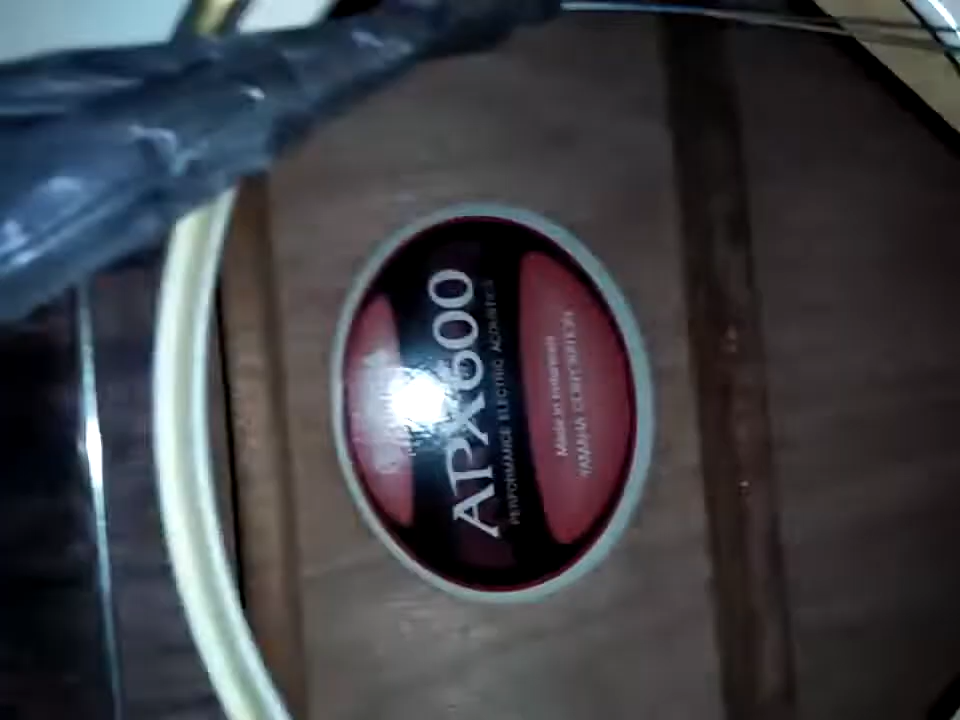 APX600
PERFORMANCE ELECTRIC ACOUSTICS
Made in Indonesia
YAMAHA CORPORATION